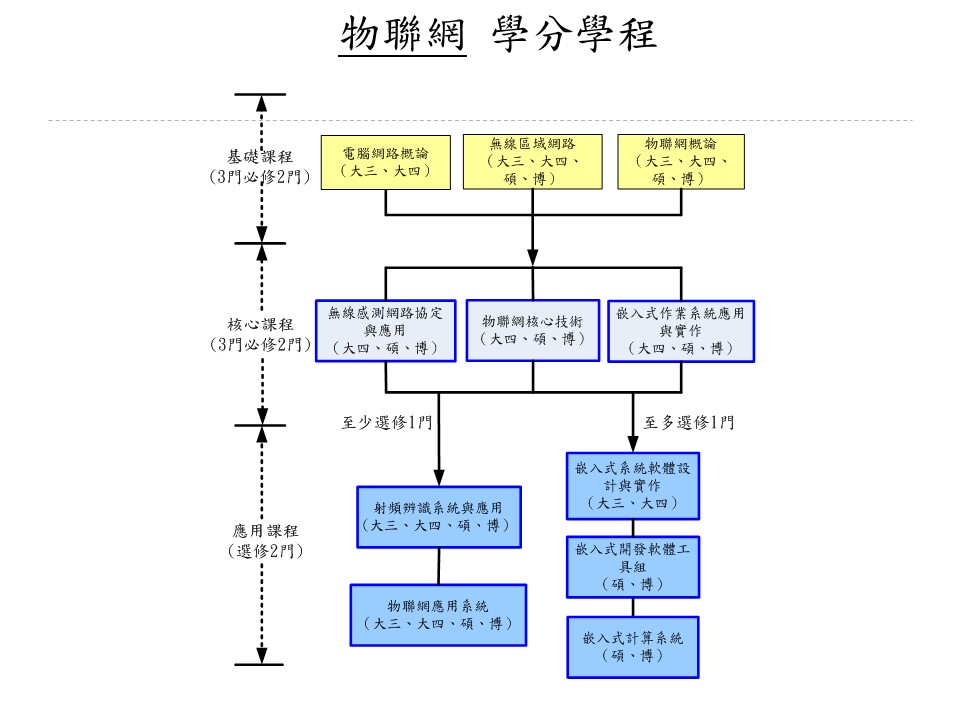 物聯網 學分學程
基礎課程
(3門必修2門)
電腦網路概論
(大三、大四)
無線區域網路
(大三、大四、
碩、博)
物聯網概論
(大三、大四、
碩、博)
核心課程
(3門必修2門)
無線感測網路協定
與應用
(大四、碩、博)
物聯網核心技術
(大四、碩、博)
嵌入式作業系統應用
與實作
(大四、碩、博)
至少選修1門
至多選修1門
應用課程
(選修2門)
射頻辨識系統與應用
(大三、大四、碩、博)
物聯網應用系統
(大三、大四、碩、博)
嵌入式系統軟體設
計與實作
(大三、大四)
嵌入式開發軟體工
具組
(碩、博)
嵌入式計算系統
(碩、博)